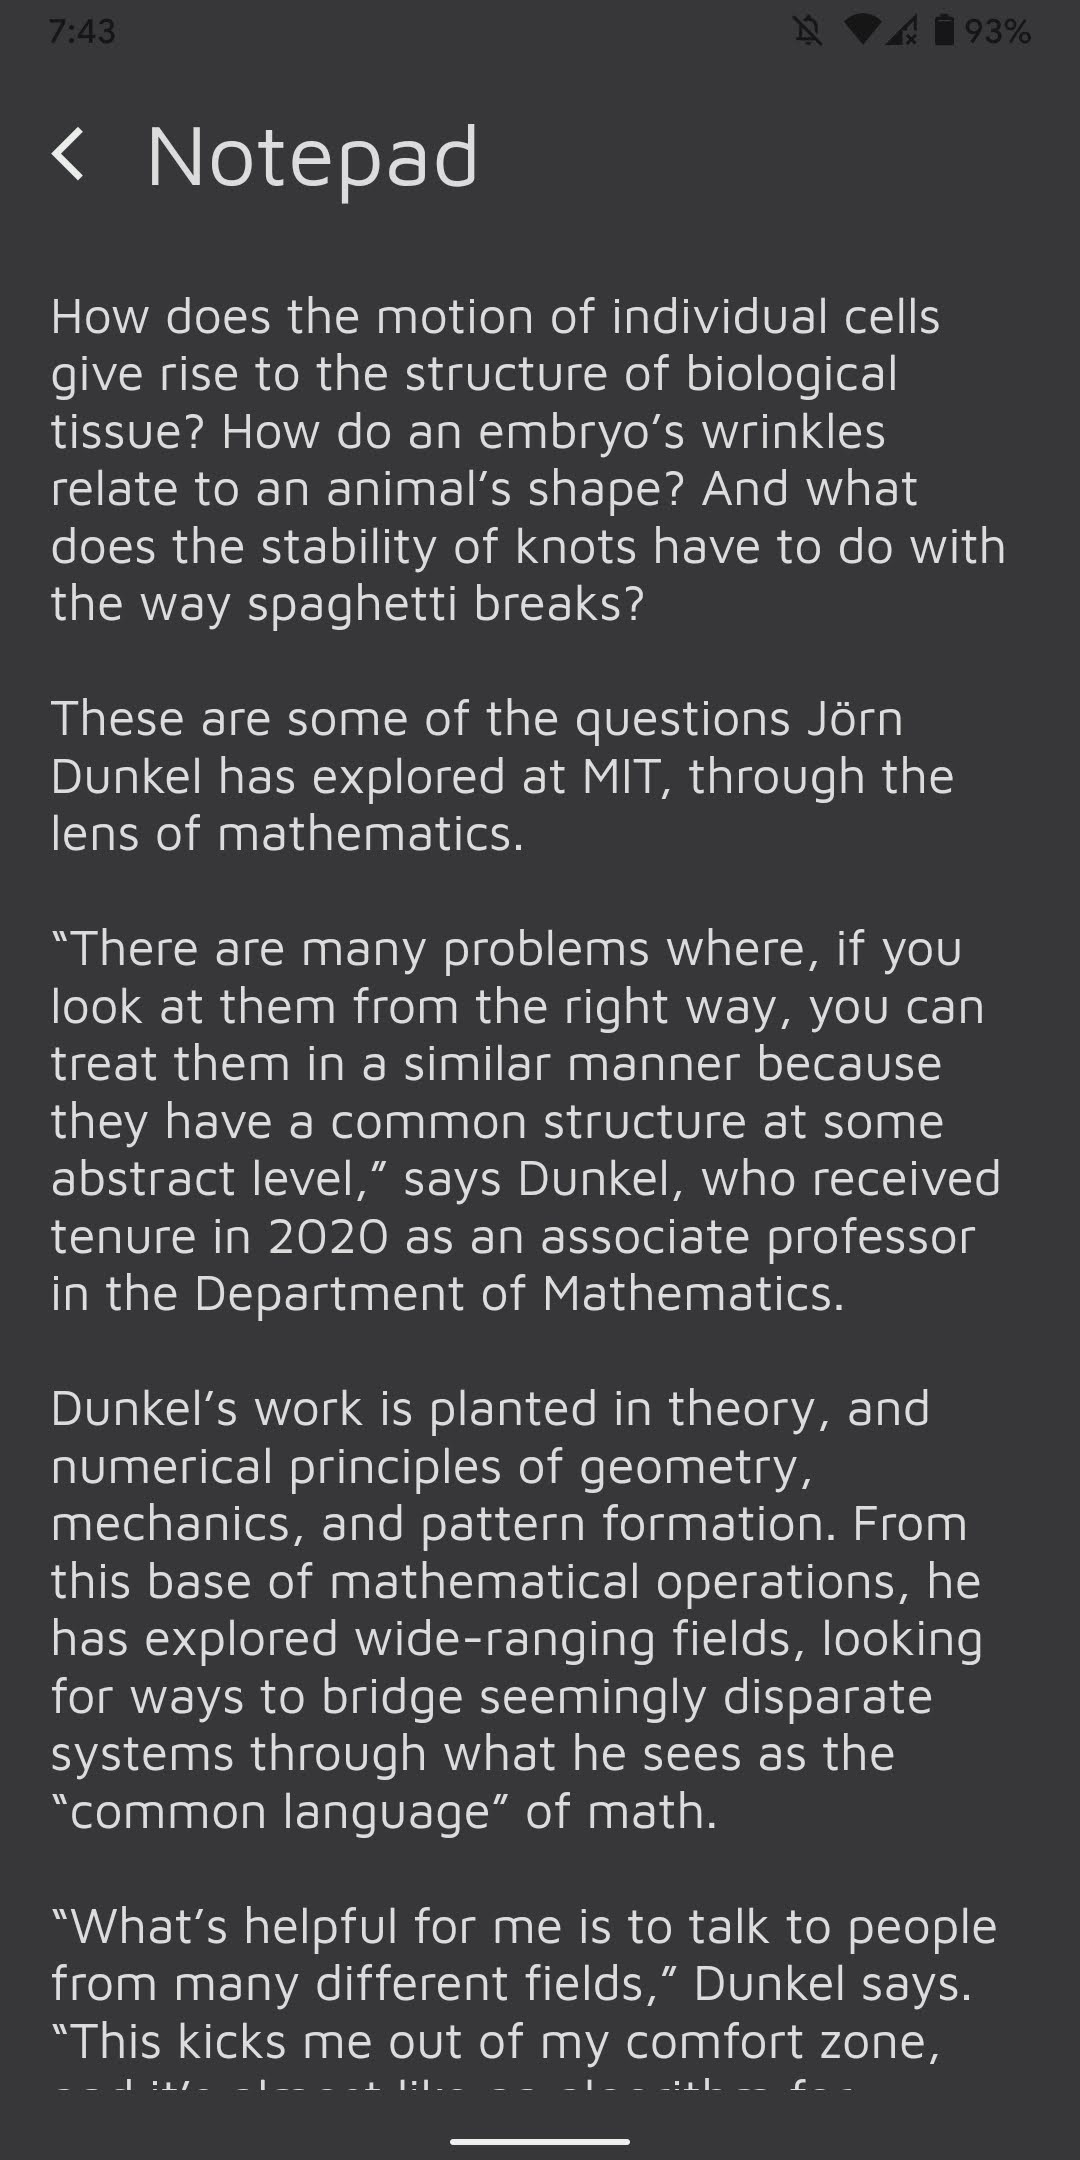 7:43
93%
Notepad
How does the motion of individual cells
give rise to the structure of biological
tissue? How do an embryo’s wrinkles
relate to an animal’s shape? And what
does the stability of knots have to do with
the way spaghetti breaks?
These are some of the questions Jörn
Dunkel has explored at MIT, through the
lens of mathematics.
“There are many problems where, if you
look at them from the right way, you can
treat them in a similar manner because
they have a common structure at some
abstract level,” says Dunkel, who received
tenure in 2020 as an associate professor
in the Department of Mathematics.
Dunkel’s work is planted in theory, and
numerical principles of geometry,
mechanics, and pattern formation. From
this base of mathematical operations, he
has explored wide-ranging fields, looking
for ways to bridge seemingly disparate
systems through what he sees as the
“common language” of math.
“What’s helpful for me is to talk to people
from many different fields,” Dunkel says.
“This kicks me out of my comfort zone,
and it’s almost like an algorithm for